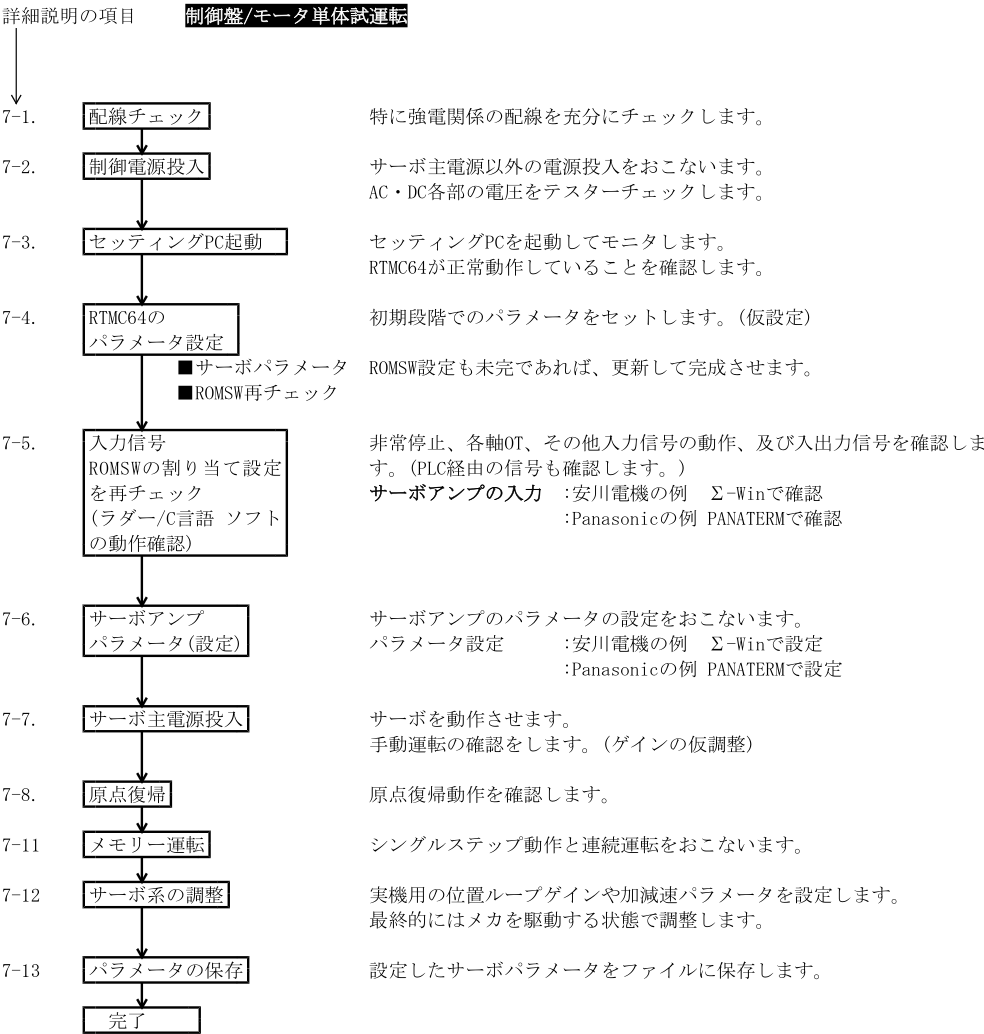 詳細説明の項目 制御盤/モータ単体試運転
7-1. 配線チェック 特に強電関係の配線を充分にチェックします。
7-2. 制御電源投入 サーボ主電源以外の電源投入をおこないます。
AC・DC各部の電圧をテスターチェックします。
7-3. セッティングPC起動 セッティングPCを起動してモニタします。
RTMC64が正常動作していることを確認します。
7-4. RTMC64の 初期段階でのパラメータをセットします。(仮設定)
パラメータ設定
■サーボパラメータ ROMSW設定も未完であれば、更新して完成させます。
■ROMSW再チェック
7-5. 入力信号 非常停止、各軸OT、その他入力信号の動作、及び入出力信号を確認しま
ROMSWの割り当て設定 す。(PLC経由の信号も確認します。)
を再チェック サーボアンプの入力 :安川電機の例 Σ-Winで確認
(ラダー/C言語 ソフト :Panasonicの例 PANATERMで確認
の動作確認)
7-6. サーボアンプ サーボアンプのパラメータの設定をおこないます。
パラメータ(設定) パラメータ設定 :安川電機の例 Σ-Winで設定
:Panasonicの例 PANATERMで設定
7-7. サーボ主電源投入 サーボを動作させます。
手動運転の確認をします。(ゲインの仮調整)
7-8. 原点復帰 原点復帰動作を確認します。
7-11 メモリー運転 シングルステップ動作と連続運転をおこないます。
7-12 サーボ系の調整 実機用の位置ループゲインや加減速パラメータを設定します。
最終的にはメカを駆動する状態で調整します。
7-13 パラメータの保存 設定したサーボパラメータをファイルに保存します。
完了